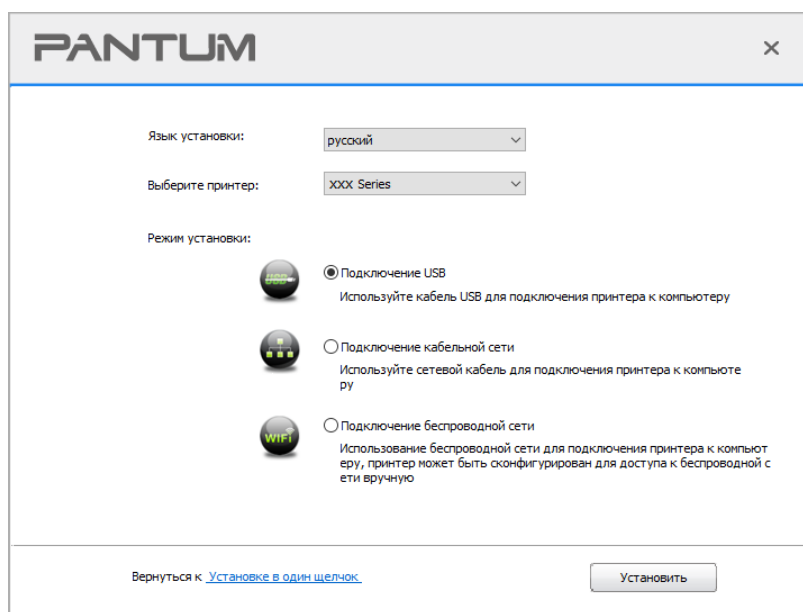 PANTUM
Язык установки:
русский
Выберите принтер:
XXX Series
Режим установки:
USB
Подключение USB
Используйте кабель USB для подключения принтера к компьютеру
Подключение кабельной сети
Используйте сетевой кабель для подключения принтера к компьюте
ру
WiFi
Подключение беспроводной сети
Использование беспроводной сети для подключения принтера к компьют
еру, принтер может быть сконфигурирован для доступа к беспроводной с
ети вручную
Вернуться к Установке в один щелчок
Установить